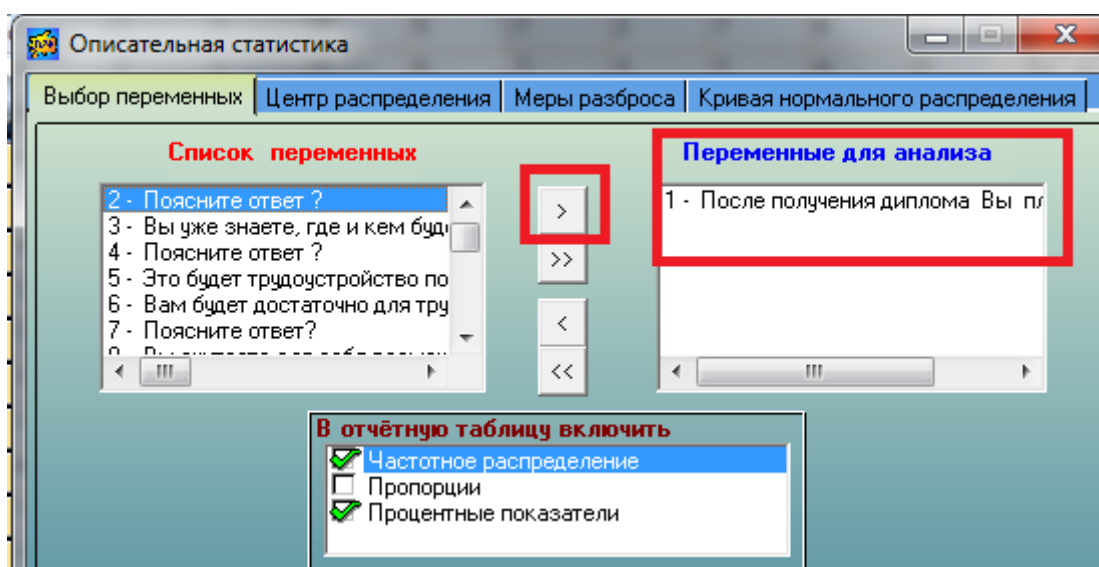 Описательная статистика
Выбор переменных
Центр распределения
Меры разброса
Кривая нормального распределения
Список переменных
2 - Поясните ответ ?
3 - Вы уже знаете, где и кем буд
4 - Поясните ответ ?
5 - Это будет трудоустройство по
6 - Вам будет достаточно для тру
7 - Поясните ответ?
>
>>
<
<<
Переменные для анализа
1 - После получения диплома Вы пл
В отчётную таблицу включить
Частотное распределение
Пропорции
Процентные показатели